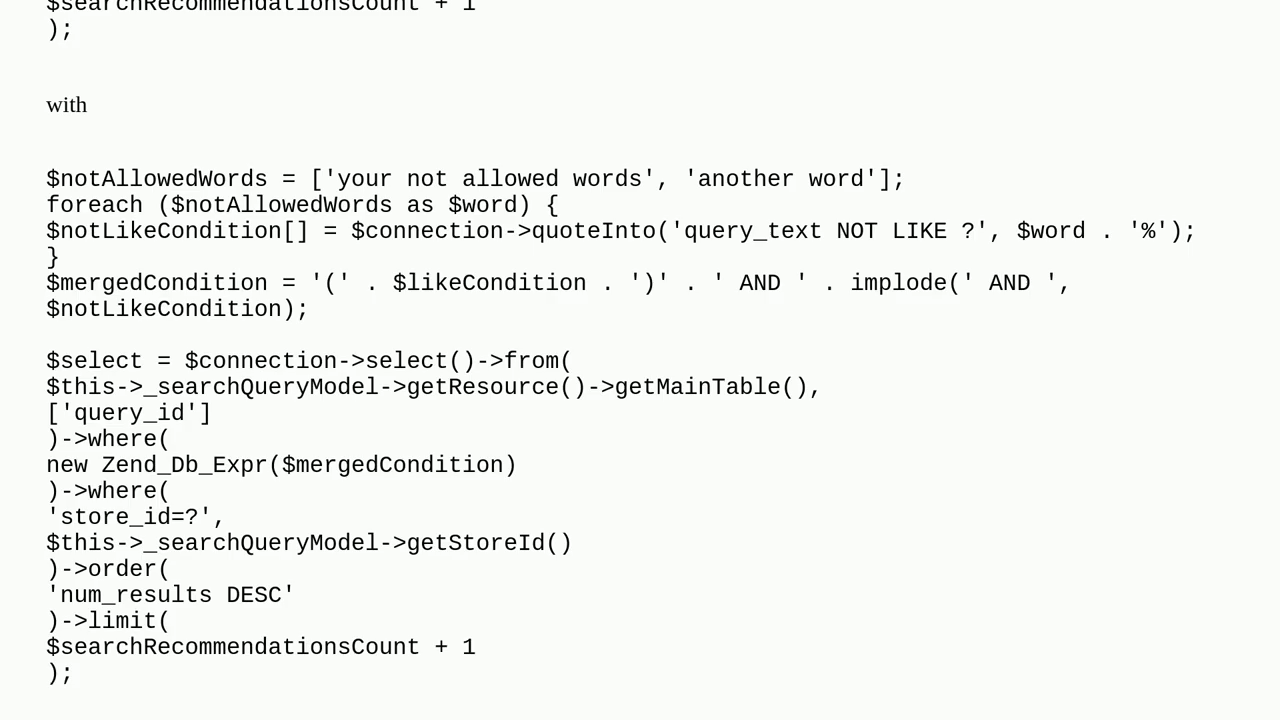 $searchRecommendationsCount + 1
);
with
$notAllowedWords = ['your not allowed words', 'another word'];
foreach ($notAllowedWords as $word) {
$notLikeCondition[] = $connection->quoteInto('query_text NOT LIKE ?', $word . '%');
}
$mergedCondition = '(' . $likeCondition . ')' . ' AND ' . implode(' AND ',
$notLikeCondition);
$select = $connection->select()->from(
$this->_searchQueryModel->getResource()->getMainTable(),
['query_id']
)->where(
new Zend_Db_Expr($mergedCondition)
)->where(
'store_id=?',
$this->_searchQueryModel->getStoreId()
)->order(
'num_results DESC'
)->limit(
$searchRecommendationsCount + 1
);